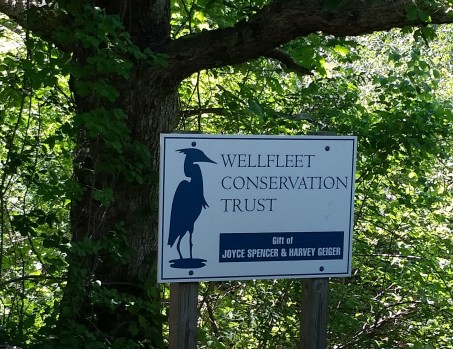 WELLFLEET
CONSERVATION
TRUST
Gift of
JOYCE SPENCER & HARVEY GEIGER